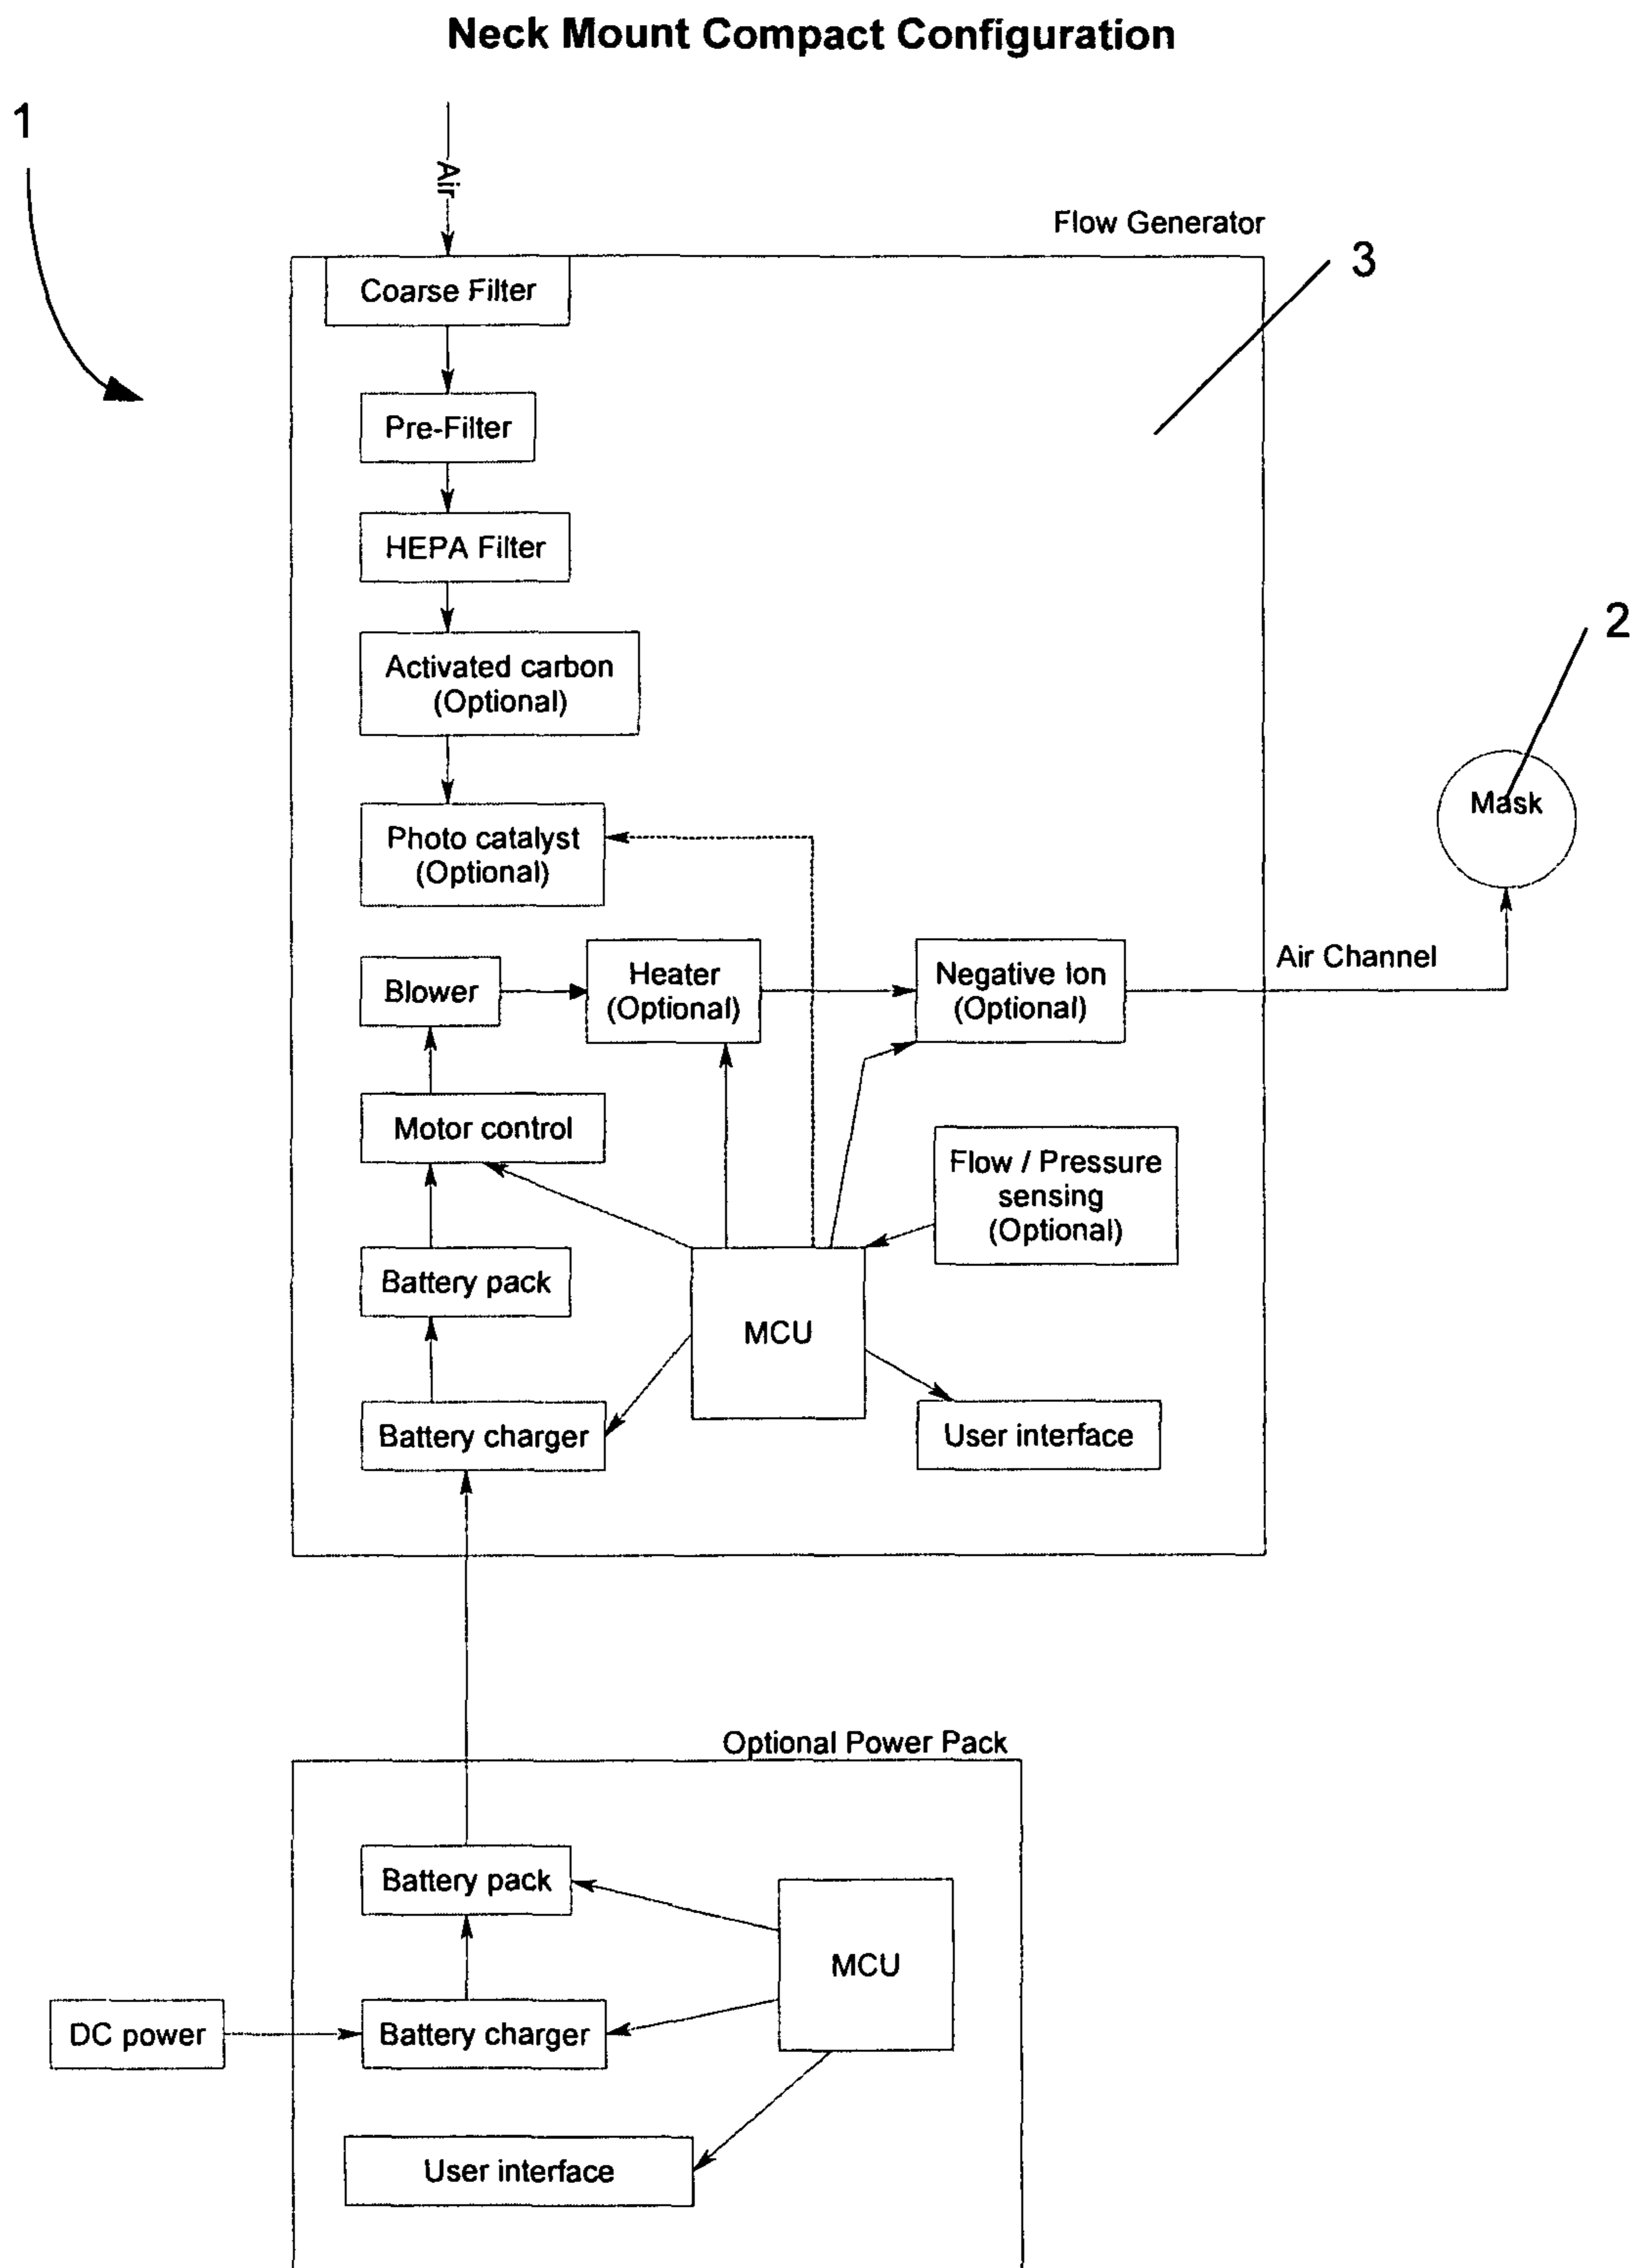 Neck Mount Compact Configuration
1
Air
Flow Generator
3
Coarse Filter
Pre-Filter
HEPA Filter
2
Activated carbon
(Optional)
Mask
Photo catalyst
(Optional)
Air Channel
Blower
Heater
(Optional)
Negative Ion
(Optional)
Motor control
Flow / Pressure
sensing
(Optional)
Battery pack
MCU
Battery charger
User interface
Optional Power Pack
Battery pack
MCU
DC power
Battery charger
User interface